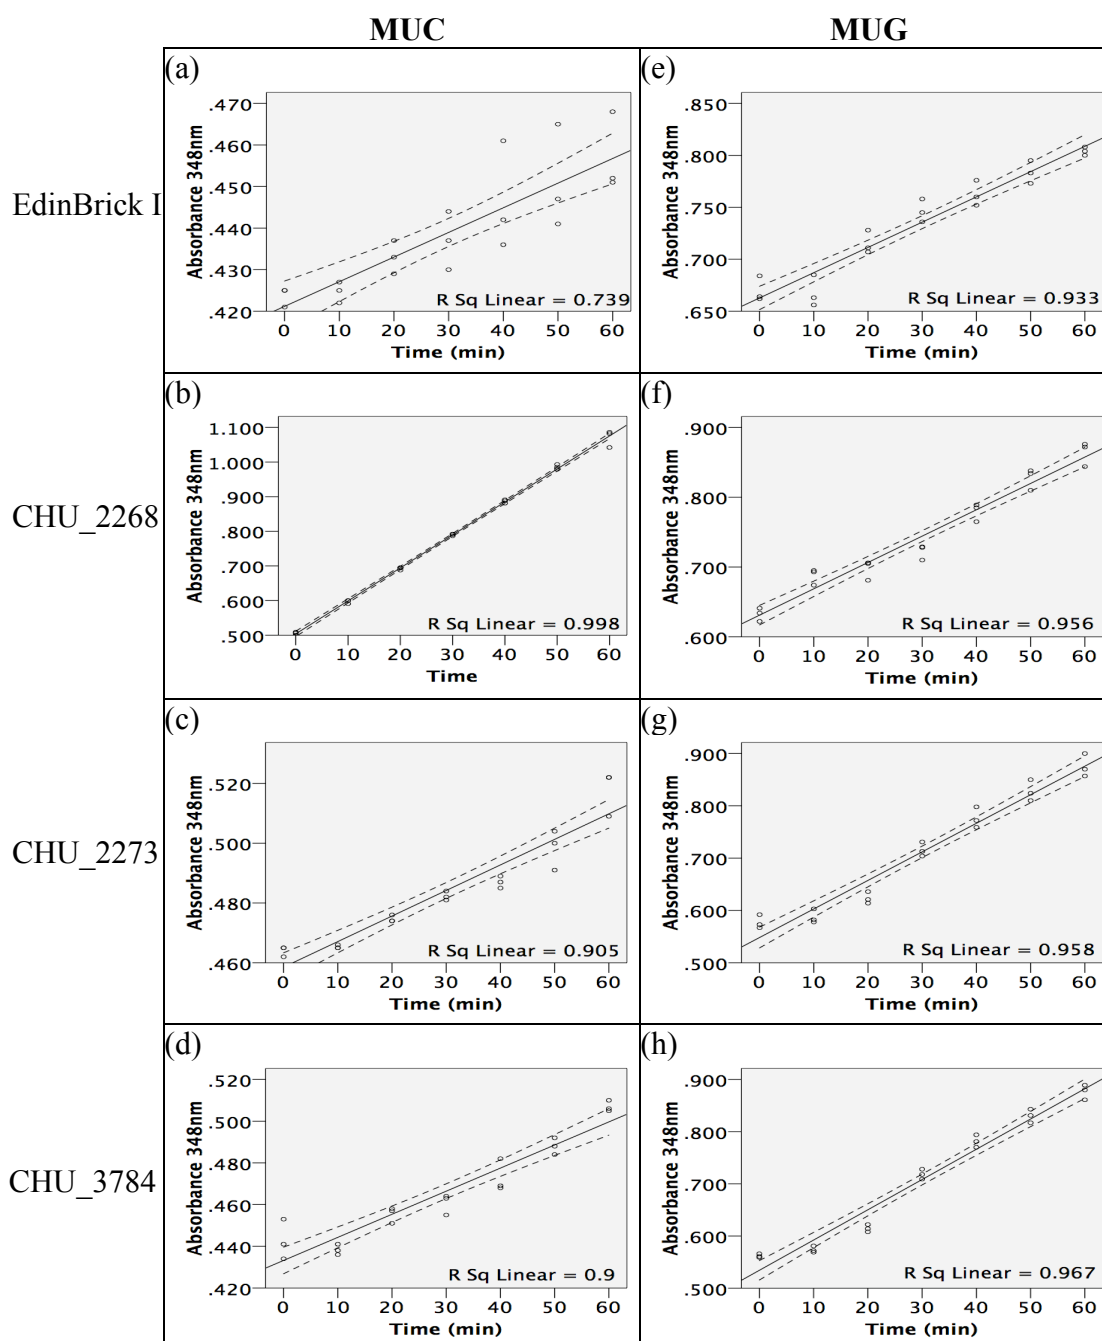 MUC MUG
EdinBrick I
(a)
Absorbance 348nm
.470
.460
.450
.440
.430
.420
R Sq Linear = 0.739
0 10 20 30 40 50 60
Time (min)
(e)
Absorbance 348nm
.850
.800
.750
.700
.650
R Sq Linear = 0.933
0 10 20 30 40 50 60
Time (min)
CHU_2268
(b)
Absorbance 348nm
1.100
1.000
.900
.800
.700
.600
.500
R Sq Linear = 0.998
0 10 20 30 40 50 60
Time
(f)
Absorbance 348nm
.900
.800
.700
.600
R Sq Linear = 0.956
0 10 20 30 40 50 60
Time (min)
CHU_2273
(c)
Absorbance 348nm
.520
.500
.480
.460
R Sq Linear = 0.905
0 10 20 30 40 50 60
Time (min)
(g)
Absorbance 348nm
.900
.800
.700
.600
.500
R Sq Linear = 0.958
0 10 20 30 40 50 60
Time (min)
CHU_3784
(d)
Absorbance 348nm
.520
.500
.480
.460
.440
.420
R Sq Linear = 0.9
0 10 20 30 40 50 60
Time (min)
(h)
Absorbance 348nm
.900
.800
.700
.600
.500
R Sq Linear = 0.967
0 10 20 30 40 50 60
Time (min)